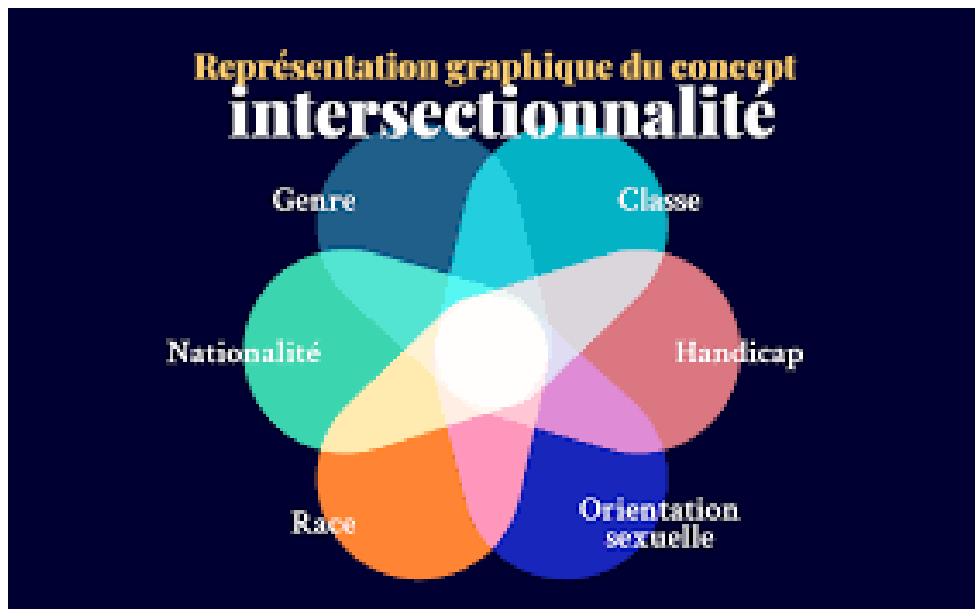 Représentation graphique du concept
intersectionnalité
Genre
Classe
Nationalité
Handicap
Race
Orientation
sexuelle